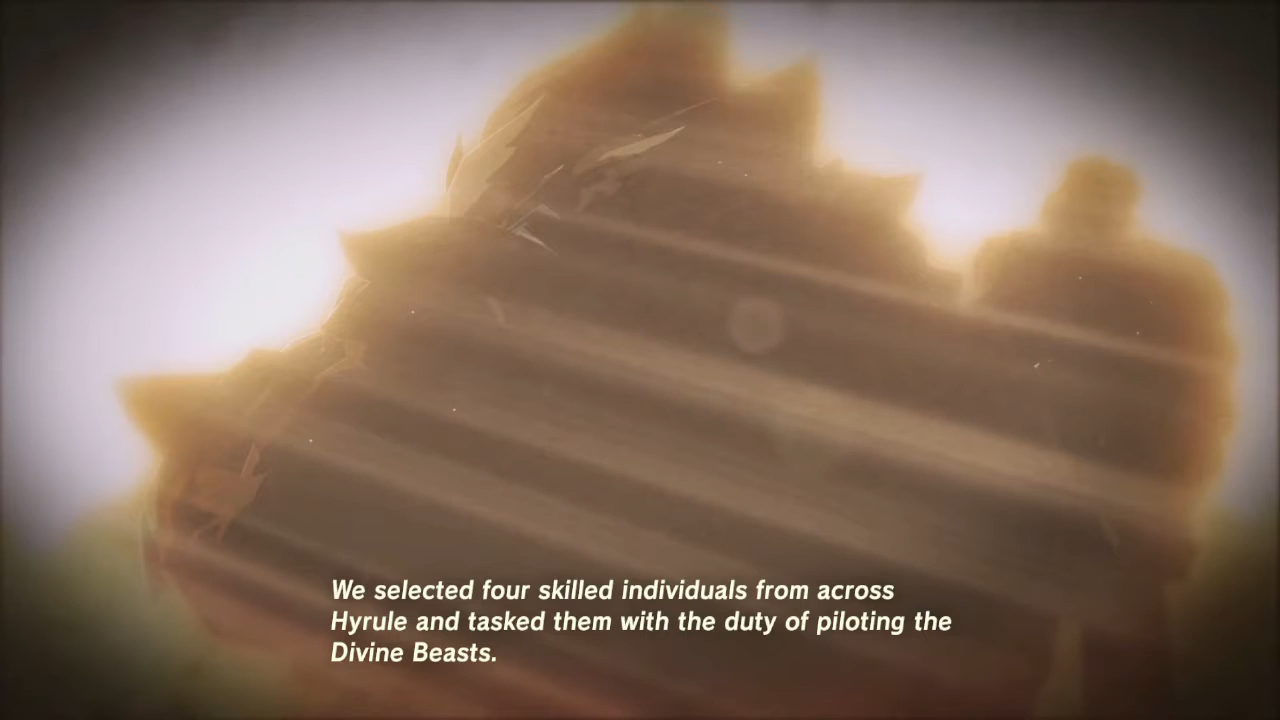 We selected four skilled individuals from across
Hyrule and tasked them with the duty of piloting the
Divine Beasts.